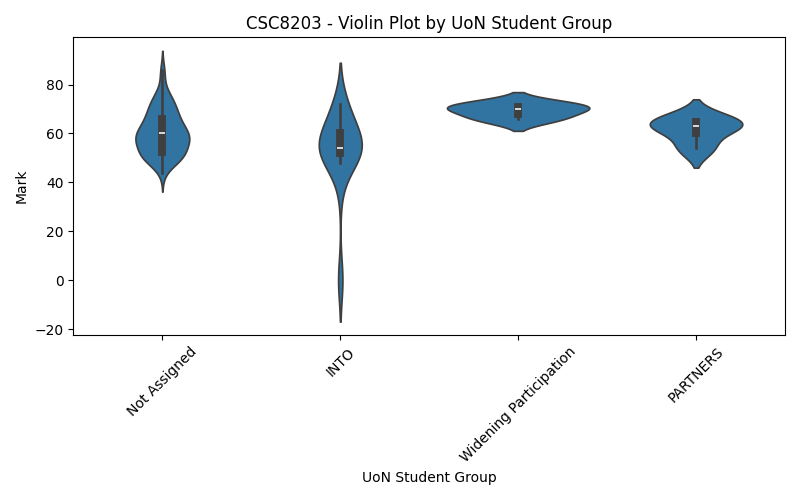 CSC8203 - Violin Plot by UoN Student Group
Mark
80
60
40
20
0
−20
Not Assigned
INTO
Widening Participation
PARTNERS
UoN Student Group